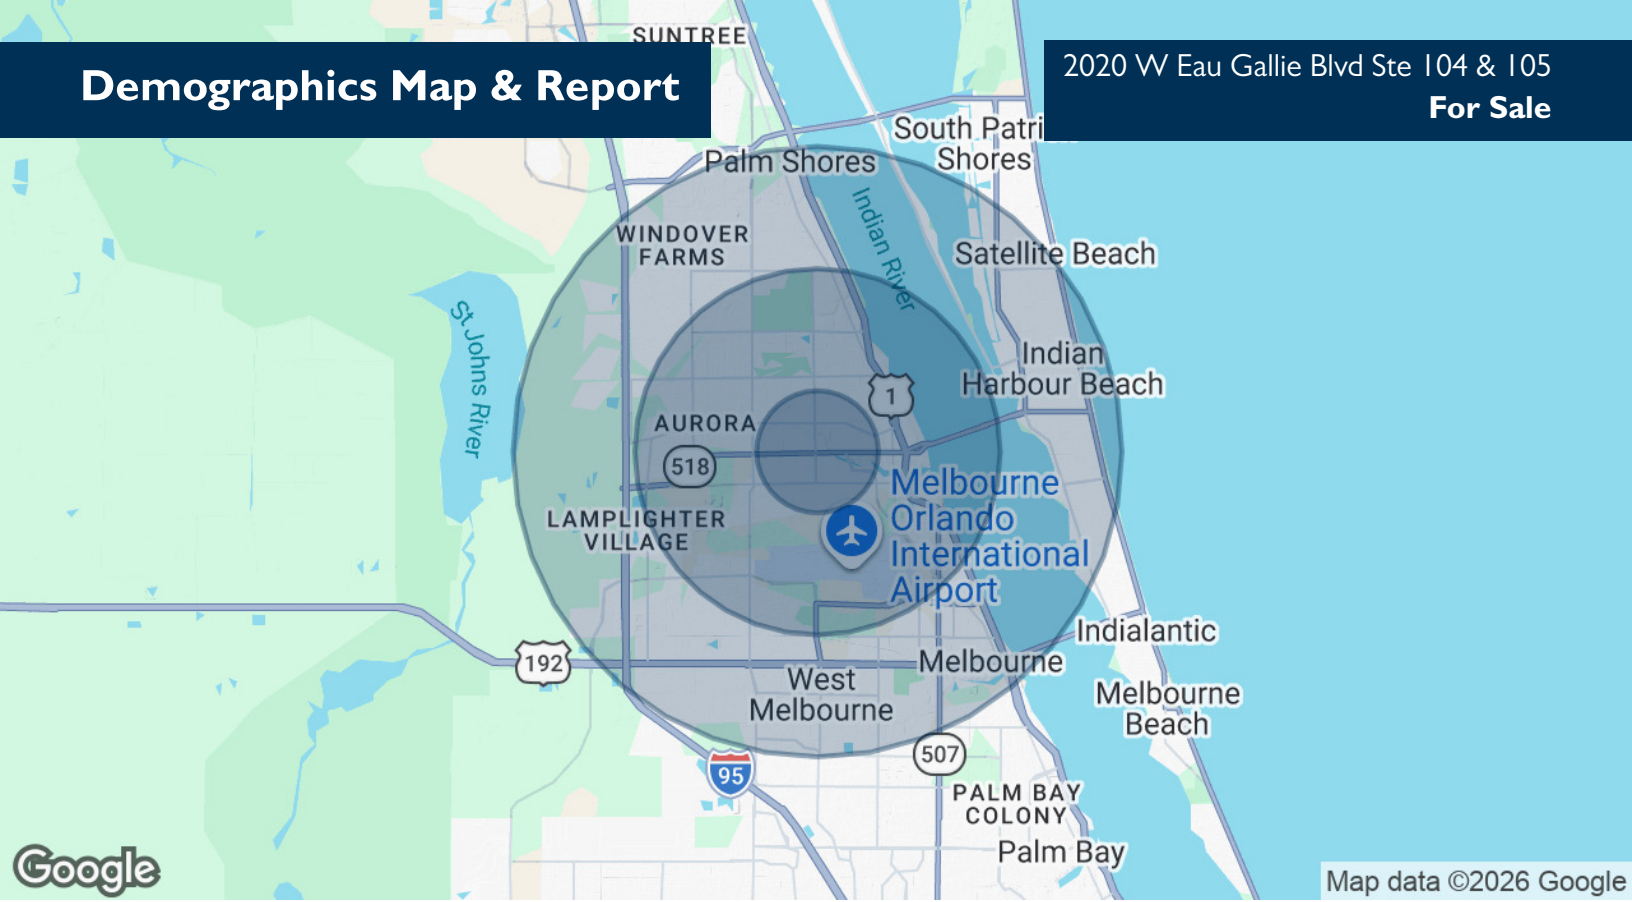 SUNTREE
Demographics Map & Report
2020 W Eau Gallie Blvd Ste 104 & 105
For Sale
South Patri
Shores
Palm Shores
Indian River
WINDOVER
FARMS
Satellite Beach
St Johns River
Indian
Harbour Beach
1
AURORA
518
Melbourne
Orlando
International
Airport
LAMPLIGHTER
VILLAGE
Indialantic
192
Melbourne
West
Melbourne
Melbourne
Beach
507
95
PALM BAY
COLONY
Palm Bay
Google
Map data ©2026 Google